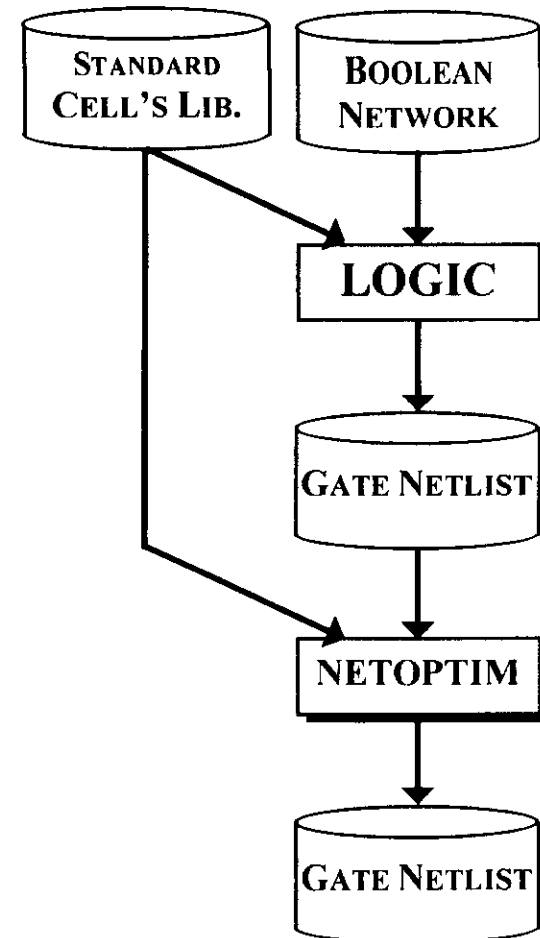 STANDARD
CELL'S LIB.
BOOLEAN
NETWORK
LOGIC
GATE NETLIST
NETOPTIM
GATE NETLIST